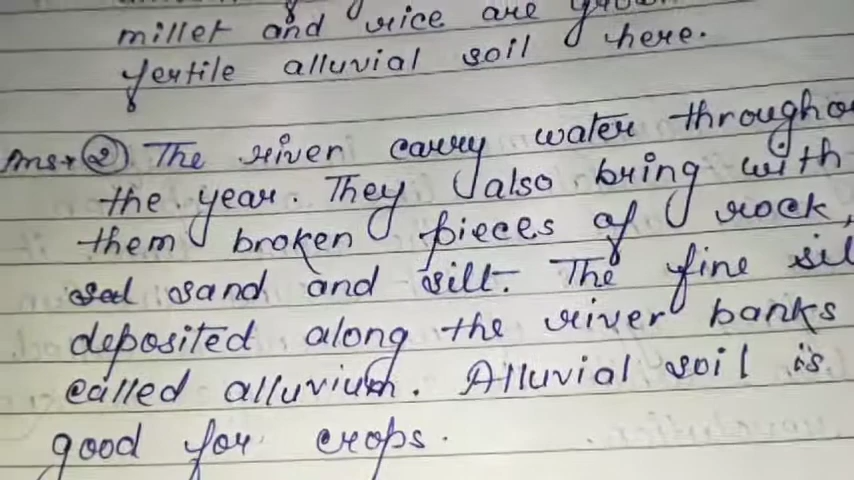 millet and rice are
fertile alluvial soil here.
Ans→ ② The river carry water
the year. They also bring with
them broken pieces of rock,
sand and silt. The fine
deposited along the river banks
called alluvium. Alluvial soil is
good for crops.